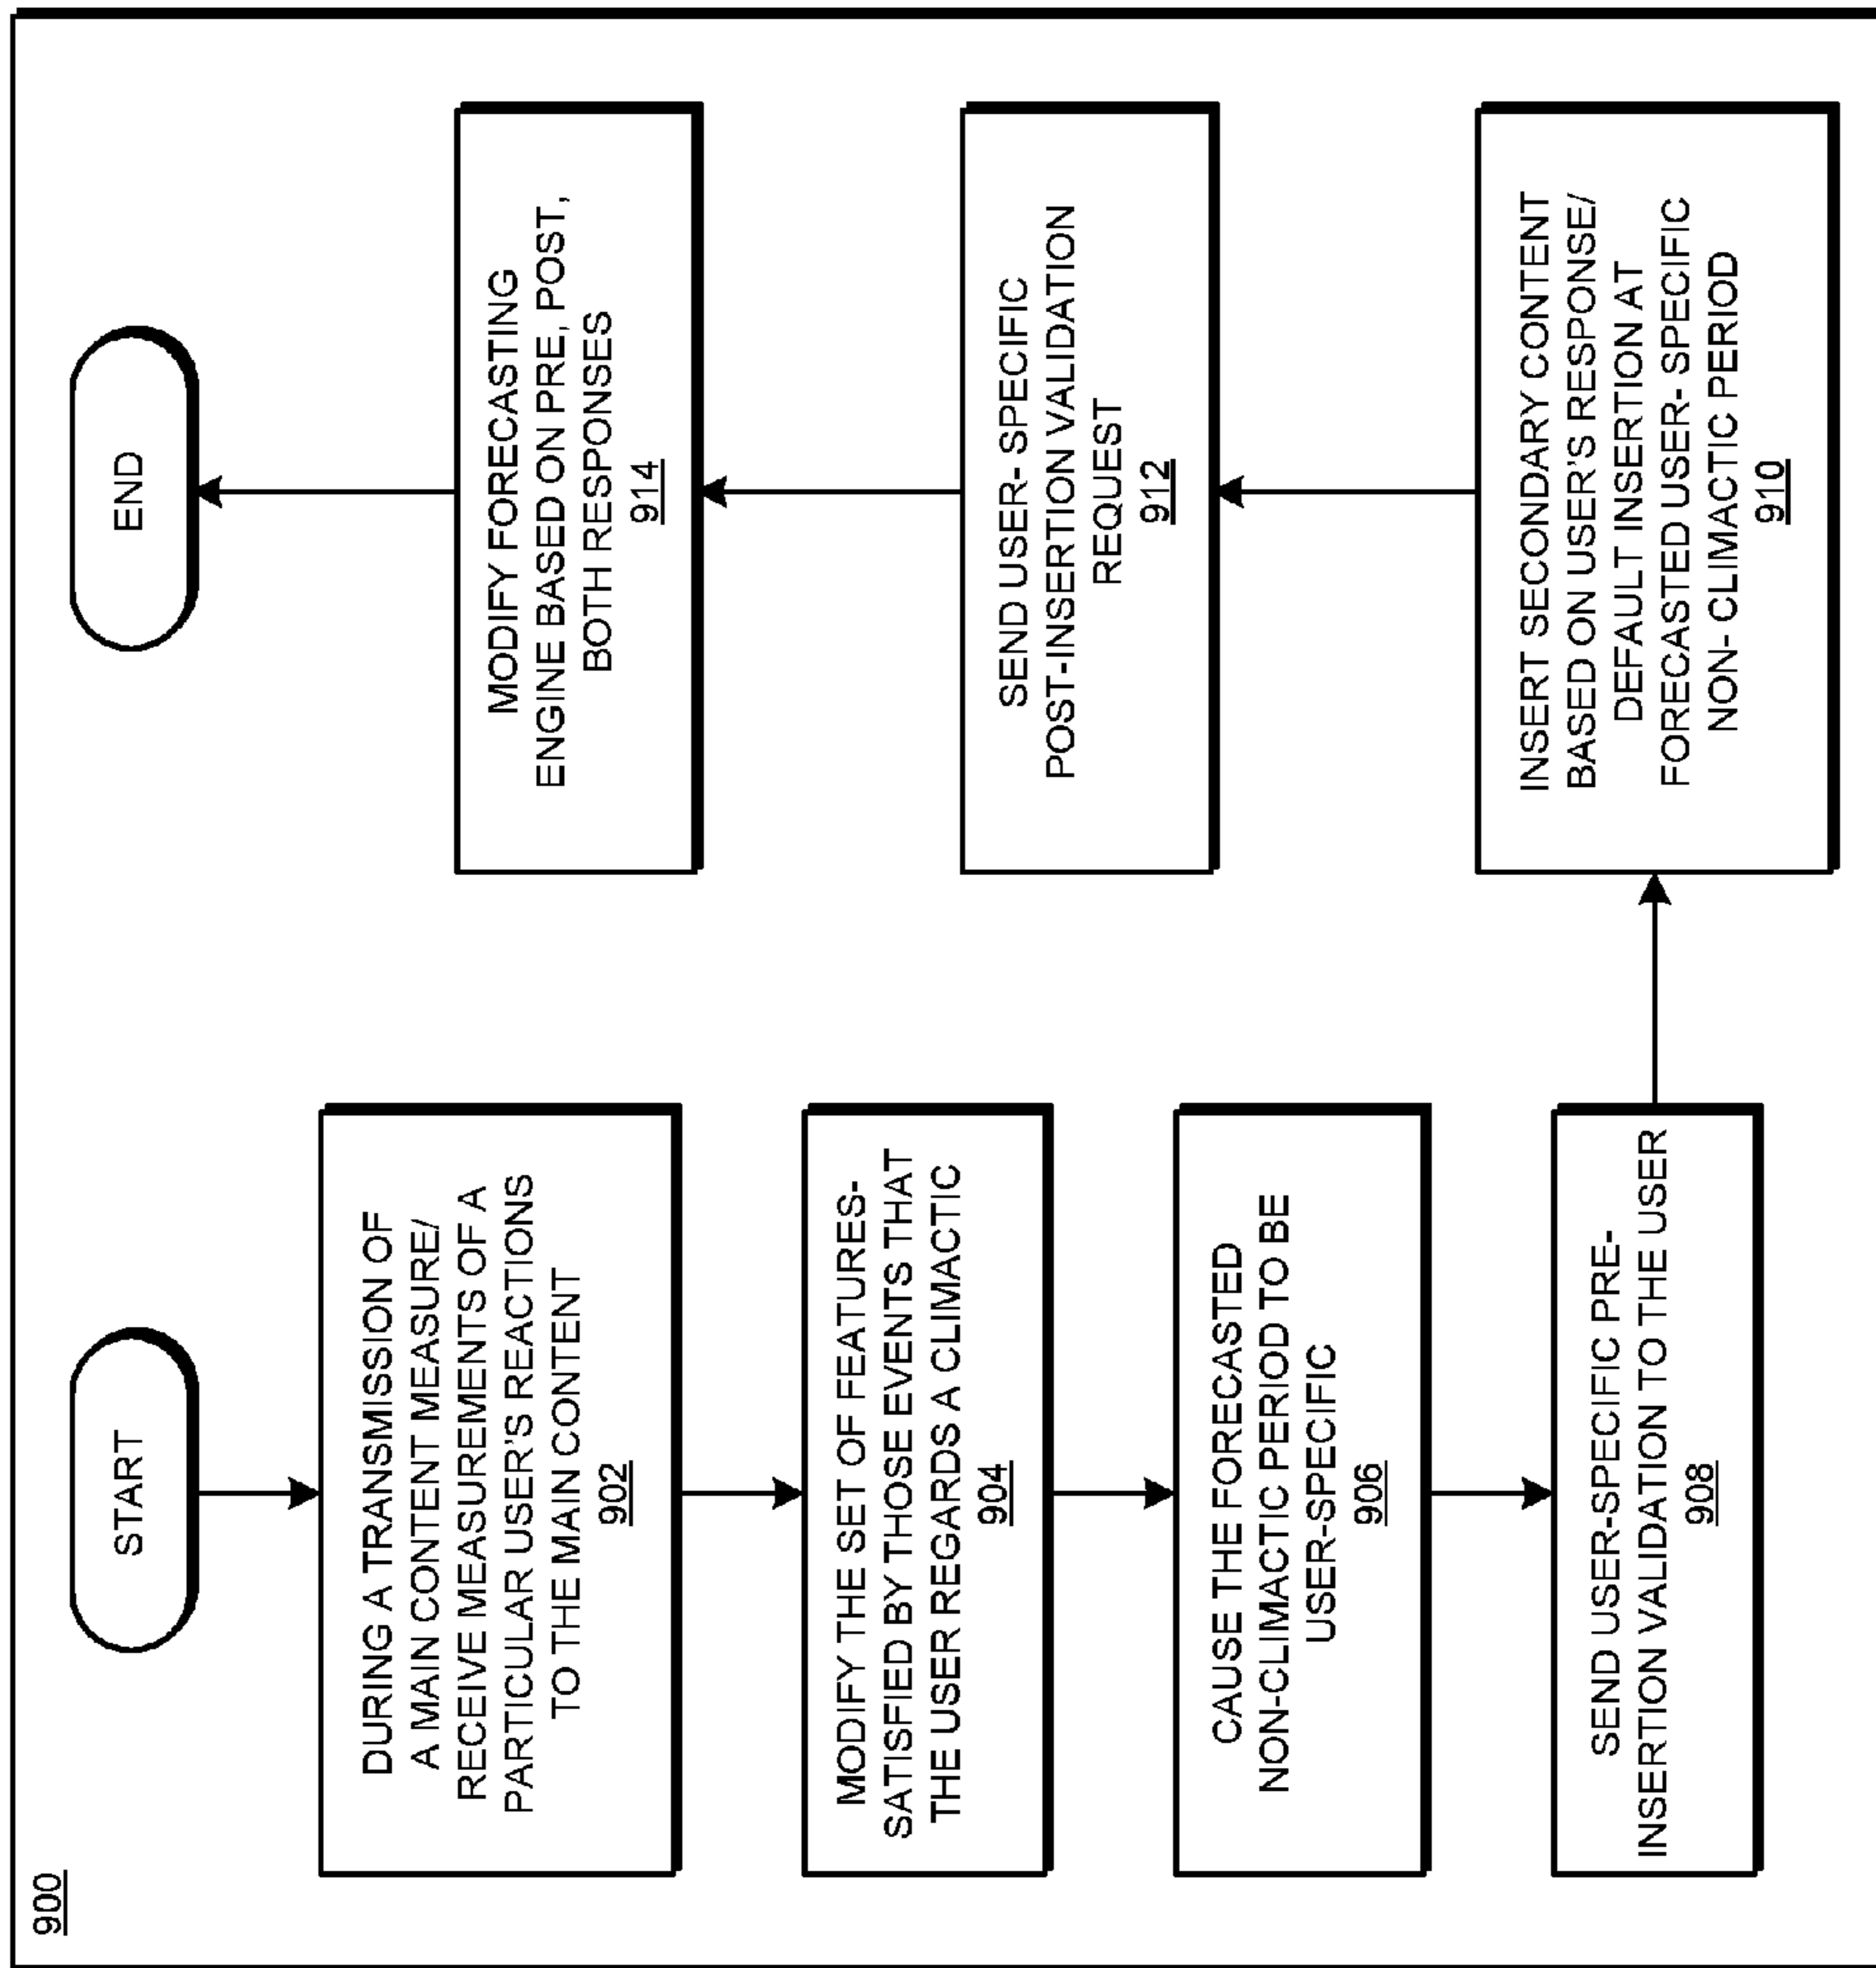 900
START
DURING A TRANSMISSION OF
A MAIN CONTENT MEASURE/
RECEIVE MEASUREMENTS OF A
PARTICULAR USER'S REACTIONS
TO THE MAIN CONTENT
902
MODIFY THE SET OF FEATURES-
SATISFIED BY THOSE EVENTS THAT
THE USER REGARDS A CLIMACTIC
904
CAUSE THE FORECASTED
NON-CLIMACTIC PERIOD TO BE
USER-SPECIFIC
906
SEND USER-SPECIFIC PRE-
INSERTION VALIDATION TO THE USER
908
INSERT SECONDARY CONTENT
BASED ON USER'S RESPONSE/
DEFAULT INSERTION AT
FORECASTED USER- SPECIFIC
NON- CLIMACTIC PERIOD
910
SEND USER- SPECIFIC
POST-INSERTION VALIDATION
REQUEST
912
MODIFY FORECASTING
ENGINE BASED ON PRE, POST,
BOTH RESPONSES
914
END